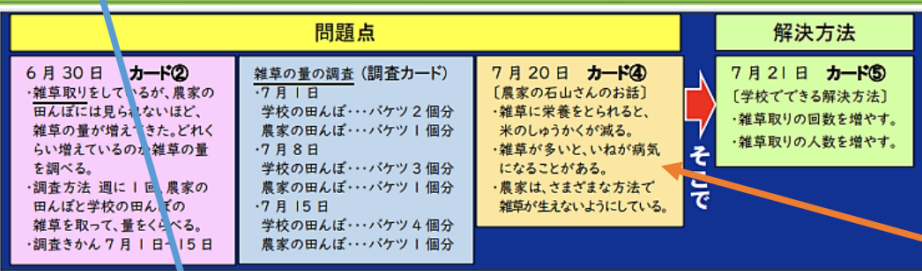 問題点
6月30日 カード②
・雑草取りをしているが、農家の
田んぼには見られないほど、
雑草の量が増えてきた。どれく
らい増えているのか雑草の量
を調べる。
・調査方法 週に1回、農家の
田んぼと学校の田んぼの
雑草を取って、量をくらべる。
・調査きかん7月1日~15日
雑草の量の調査(調査カード)
・7月1日
学校の田んぼ・・・バケツ2個分
農家の田んぼ・・・バケツ1個分
・7月8日
学校の田んぼ・・・バケツ3個分
農家の田んぼ・・・バケツ1個分
・7月15日
学校の田んぼ・・・バケツ4個分
農家の田んぼ・・・バケツ1個分
7月20日 カード④
〔農家の石山さんのお話〕
・雑草に栄養をとられると、
米のしゅうかくが減る。
・雑草が多いと、いねが病気
になることがある。
・農家は、さまざまな方法で
雑草が生えないようにしている。
そこで
解決方法
7月21日 カード⑤
〔学校でできる解決方法〕
・雑草取りの回数を増やす。
・雑草取りの人数を増やす。